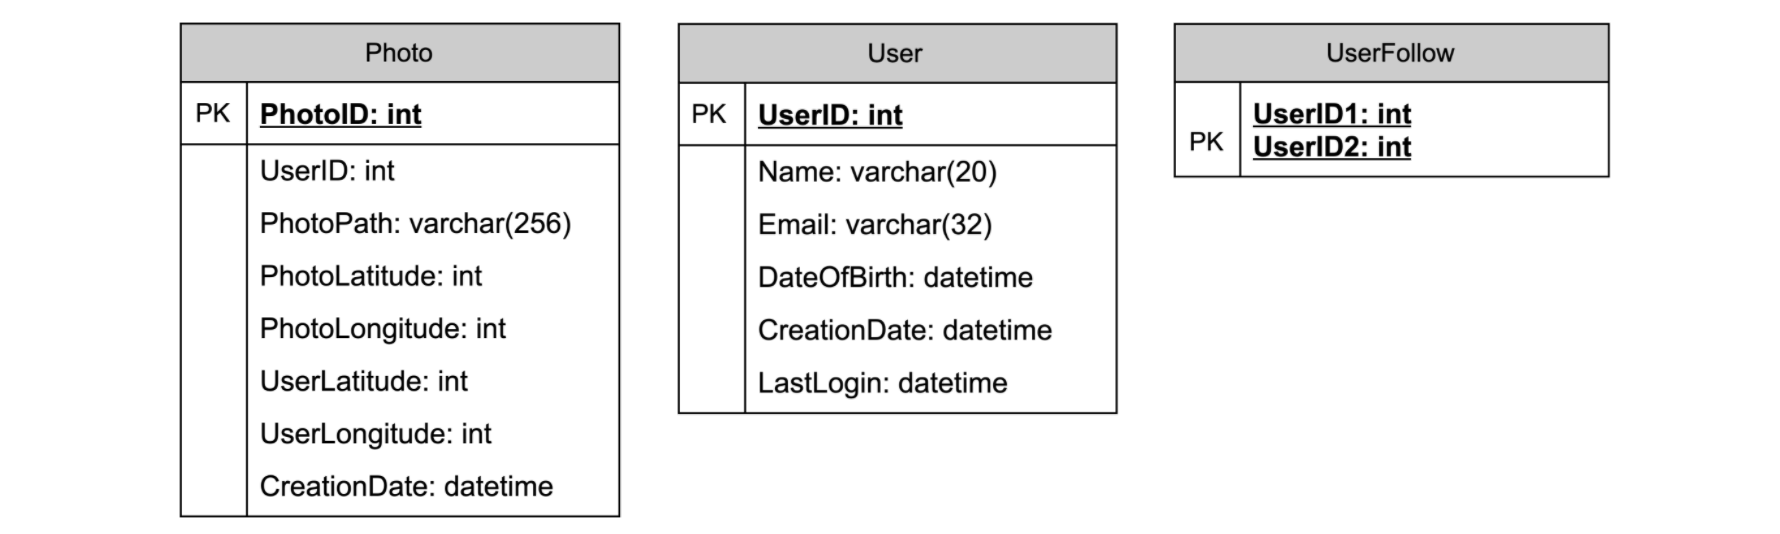 Photo
PK PhotoID: int
UserID: int
PhotoPath: varchar(256)
PhotoLatitude: int
PhotoLongitude: int
UserLatitude: int
UserLongitude: int
CreationDate: datetime
User
PK UserID: int
Name: varchar(20)
Email: varchar(32)
DateOfBirth: datetime
CreationDate: datetime
LastLogin: datetime
UserFollow
PK
UserID1: int
UserID2: int